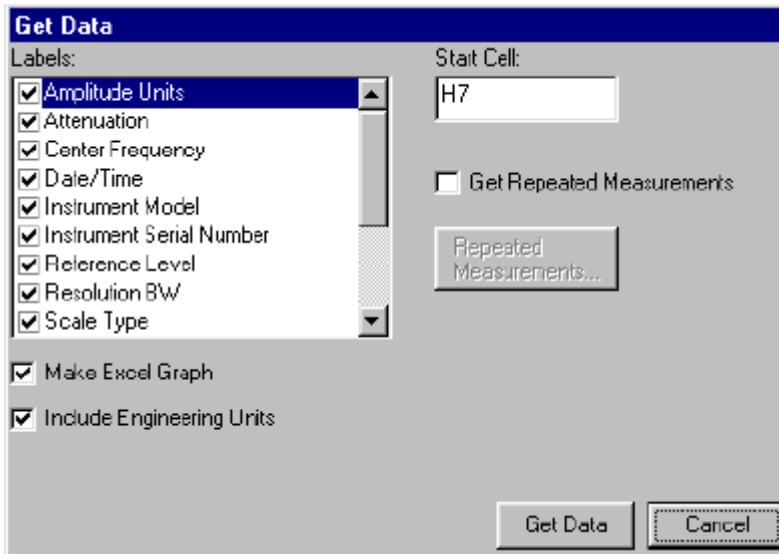 Get Data
Labels:
Amplitude Units
Attenuation
Center Frequency
Date/Time
Instrument Model
Instrument Serial Number
Reference Level
Resolution BW
Scale Type
Make Excel Graph
Include Engineering Units
Start Cell:
H7
Get Repeated Measurements
Repeated
Measurements...
Get Data
Cancel